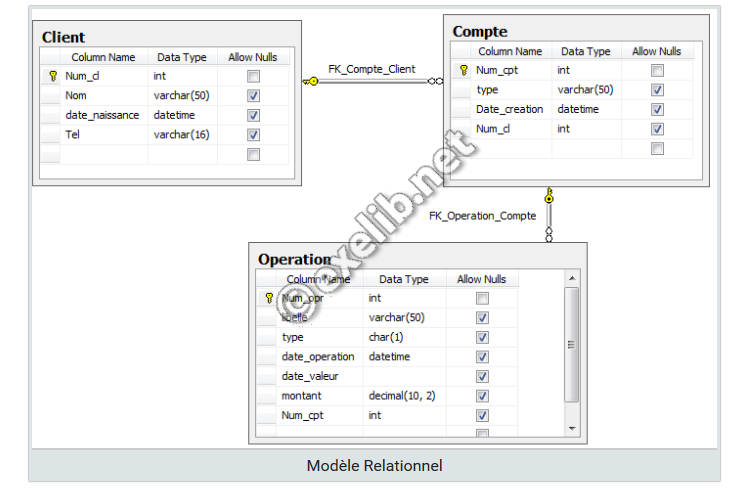 Client
Column Name Data Type Allow Nulls
Num_cl int
Nom varchar(50)
date_naissance datetime
Tel varchar(16)
FK_Compte_Client
Compte
Column Name Data Type Allow Nulls
Num_cpt int
type varchar(50)
Date_creation datetime
Num_cl int
FK_Operation_Compte
Operation
Column Name Data Type Allow Nulls
Num_opr int
libelle varchar(50)
type char(1)
date_operation datetime
date_valeur
montant decimal(10, 2)
Num_cpt int
© oxelib.net
Modèle Relationnel